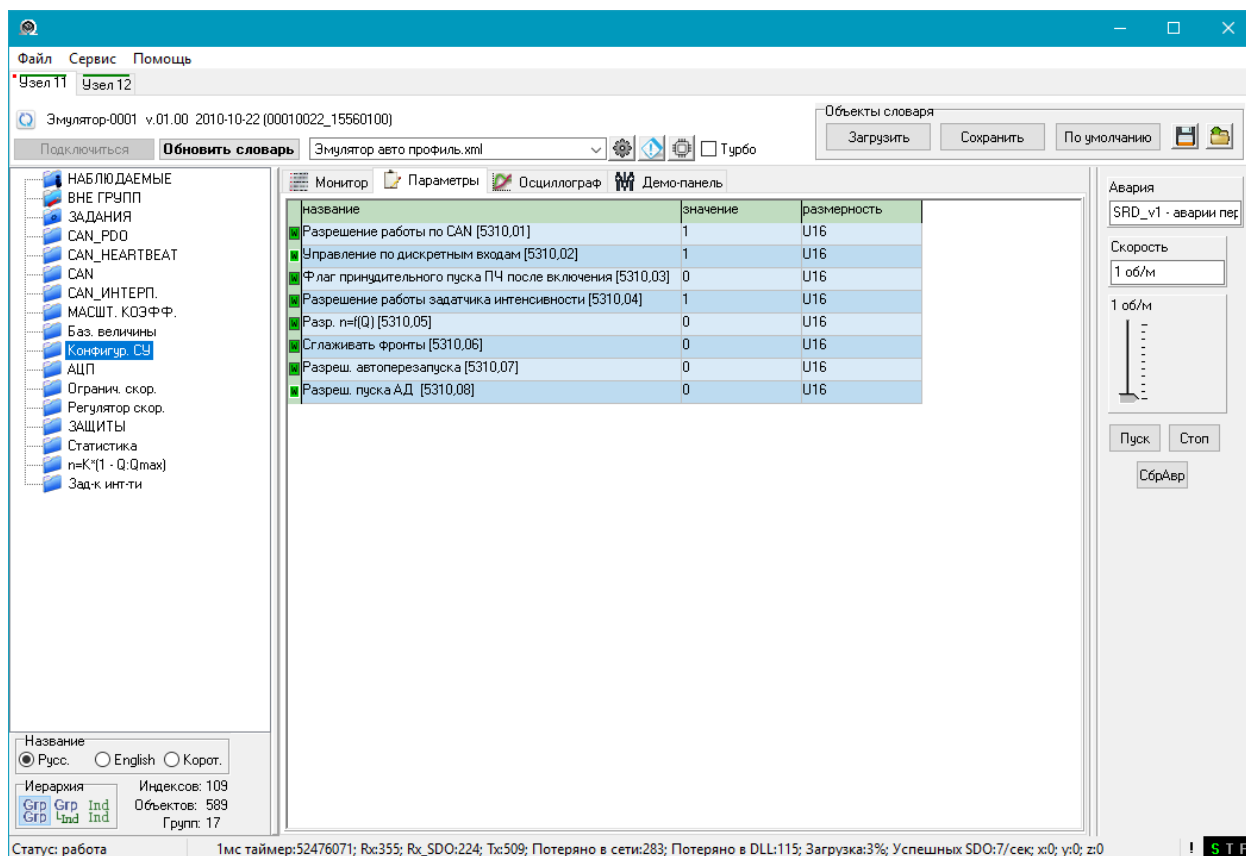 Файл Сервис Помощь
Узел 11 Узел 12
Эмулятор-0001 v.01.00 2010-10-22 (00010022_15560100)
Объекты словаря
Загрузить Сохранить По умолчанию
Подключиться Обновить словарь Эмулятор авто профиль.xml Турбо
НАБЛЮДАЕМЫЕ
ВНЕ ГРУПП
ЗАДАНИЯ
CAN_PDO
CAN_HEARTBEAT
CAN
CAN_ИНТЕРП.
МАСШТ. КОЭФФ.
Баз. величины
Конфигур. СУ
АЦП
Огранич. скор.
Регулятор скор.
ЗАЩИТЫ
Статистика
n=K*(1 - Q:Qmax)
Зад-к инт-ти
Монитор Параметры Осциллограф Демо-панель
название значение размерность
Разрешение работы по CAN [5310,01] 1 U16
Управление по дискретным входам [5310,02] 1 U16
Флаг принудительного пуска ПЧ после включения [5310,03] 0 U16
Разрешение работы задатчика интенсивности [5310,04] 1 U16
Разр. n=f(Q) [5310,05] 0 U16
Сглаживать фронты [5310,06] 0 U16
Разреш. автоперезапуска [5310,07] 0 U16
Разреш. пуска АД [5310,08] 0 U16
Авария
SRD_v1 - аварии пер
Скорость
1 об/м
1 об/м
Пуск Стоп
СбрАвр
Название
Русс. English Корот.
Иерархия
Grp Grp Ind
Grp Ind Ind
Индексов: 109
Объектов: 589
Групп: 17
Статус: работа 1мс таймер:52476071; Rx:355; Rx_SDO:224; Tx:509; Потеряно в сети:283; Потеряно в DLL:115; Загрузка:3%; Успешных SDO:7/сек; x:0; y:0; z:0 ! S T F